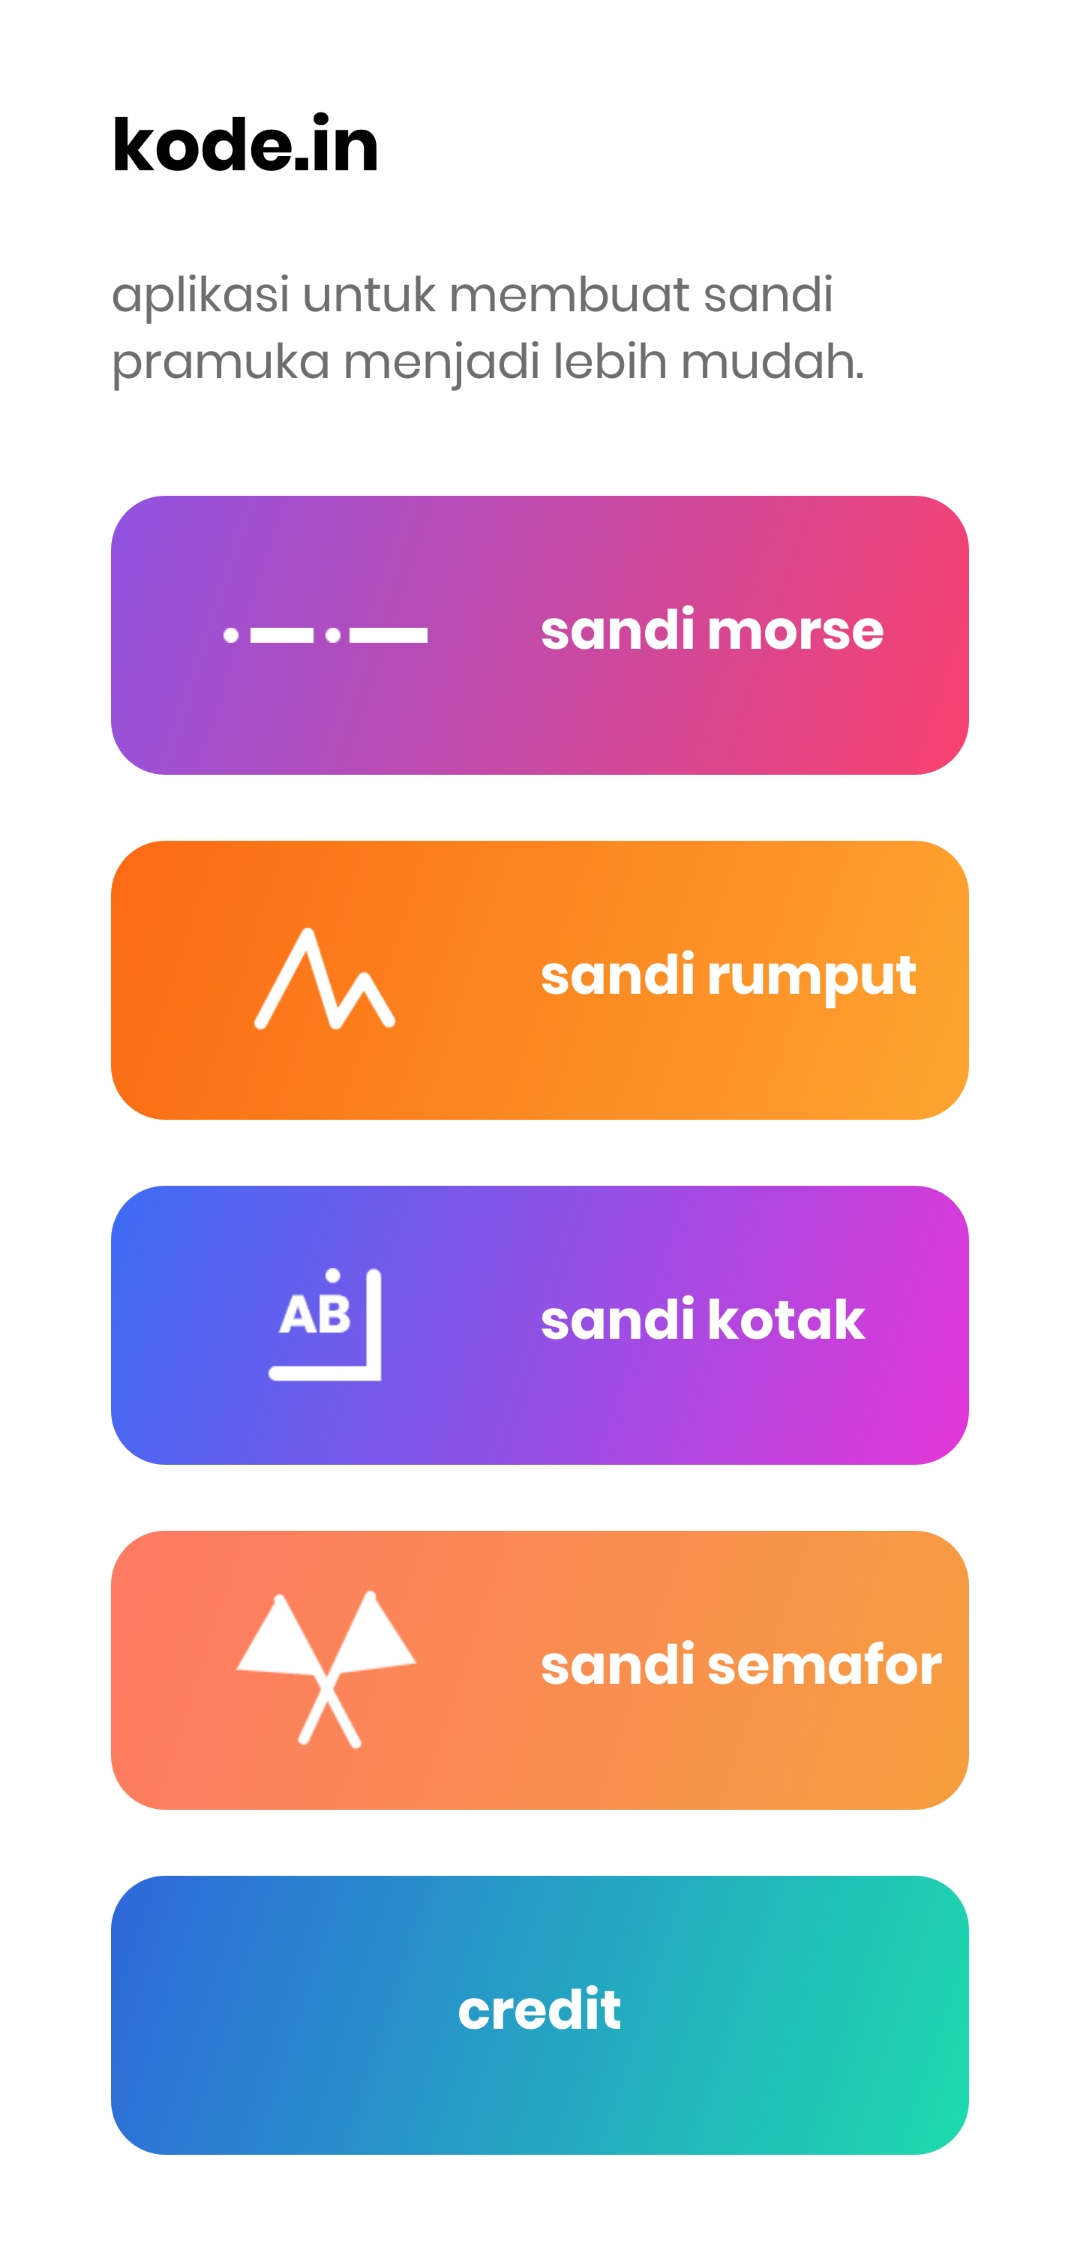 kode.in
aplikasi untuk membuat sandi
pramuka menjadi lebih mudah.
sandi morse
sandi rumput
AB
sandi kotak
sandi semafor
credit